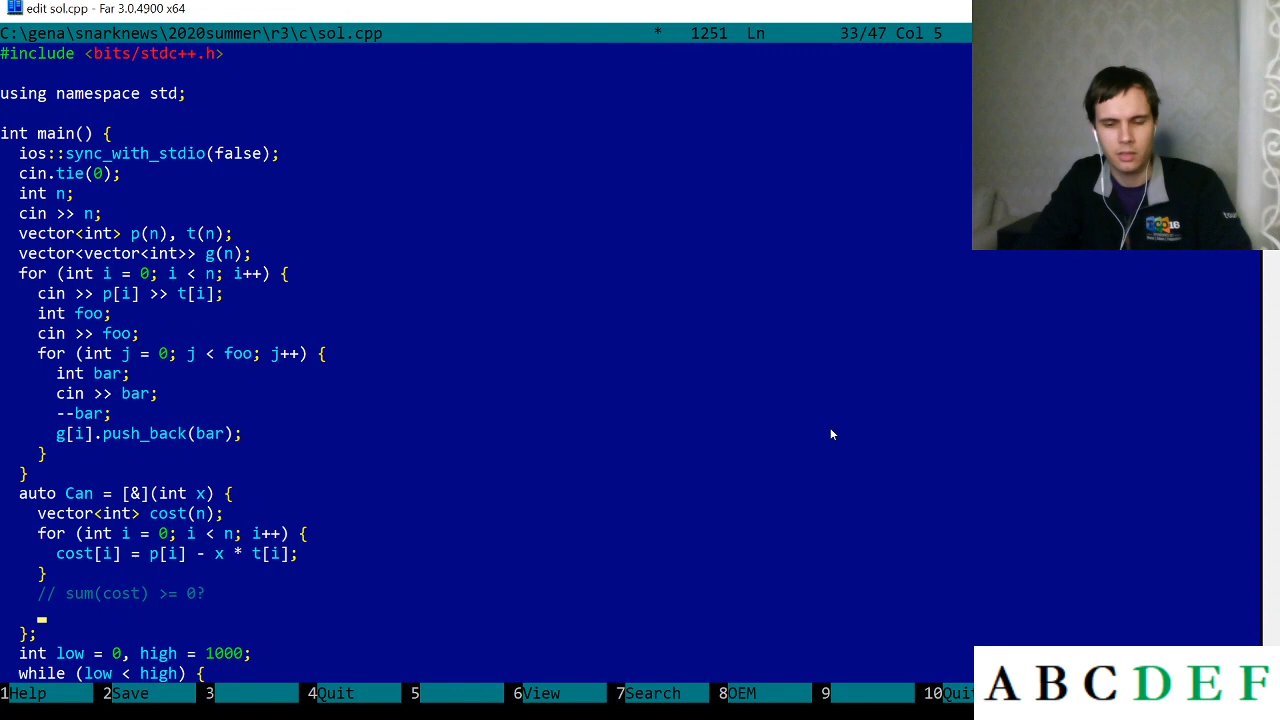 edit sol.cpp - Far 3.0.4900 x64
C:\gena\snarknews\2020summer\r3\c\sol.cpp * 1251 Ln 33/47 Col 5
#include <bits/stdc++.h>
using namespace std;
int main() {
ios::sync_with_stdio(false);
cin.tie(0);
int n;
cin >> n;
vector<int> p(n), t(n);
vector<vector<int>> g(n);
for (int i = 0; i < n; i++) {
cin >> p[i] >> t[i];
int foo;
cin >> foo;
for (int j = 0; j < foo; j++) {
int bar;
cin >> bar;
--bar;
g[i].push_back(bar);
}
}
auto Can = [&](int x) {
vector<int> cost(n);
for (int i = 0; i < n; i++) {
cost[i] = p[i] - x * t[i];
}
// sum(cost) >= 0?
};
int low = 0, high = 1000;
while (low < high) {
1Help 2Save 3 4Quit 5 6View 7Search 8OEM 9 10Qui
A B C D E F